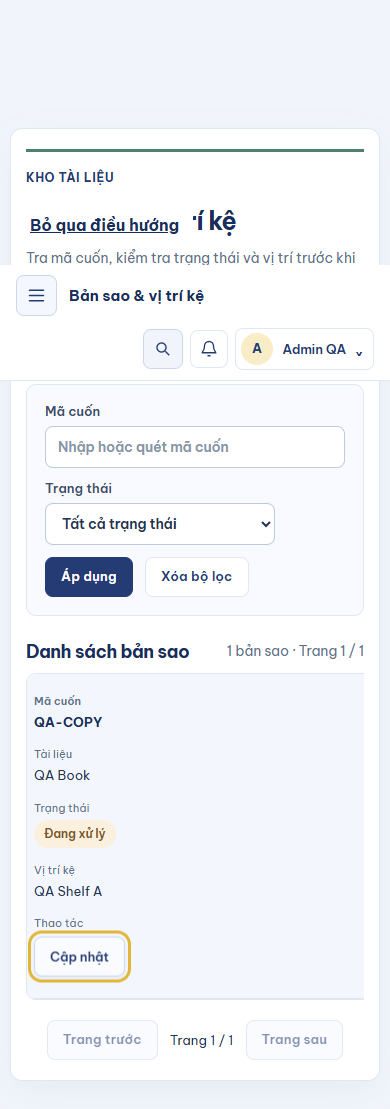 KHO TÀI LIỆU
Bỏ qua điều hướng
rí kệ
Tra mã cuốn, kiểm tra trạng thái và vị trí trước khi
Bản sao & vị trí kệ
A Admin QA
Mã cuốn
Nhập hoặc quét mã cuốn
Trạng thái
Tất cả trạng thái
Áp dụng Xóa bộ lọc
Danh sách bản sao 1 bản sao · Trang 1 / 1
Mã cuốn
QA-COPY
Tài liệu
QA Book
Trạng thái
Đang xử lý
Vị trí kệ
QA Shelf A
Thao tác
Cập nhật
Trang trước Trang 1 / 1 Trang sau